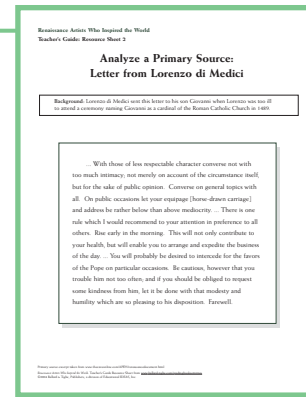 Renaissance Artists Who Inspired the World
Teacher's Guide: Resource Sheet 2
Analyze a Primary Source:
Letter from Lorenzo di Medici
Background: Lorenzo di Medici sent this letter to his son Giovanni when Lorenzo was too ill
to attend a ceremony naming Giovanni as a cardinal of the Roman Catholic Church in 1489.
... With those of less respectable character converse not with
too much intimacy; not merely on account of the circumstance itself,
but for the sake of public opinion. Converse on general topics with
all. On public occasions let your equipage [horse-drawn carriage]
and address be rather below than above mediocrity. ... There is one
rule which I would recommend to your attention in preference to all
others. Rise early in the morning. This will not only contribute to
your health, but will enable you to arrange and expedite the business
of the day. ... You will probably be desired to intercede for the favors
of the Pope on particular occasions. Be cautious, however that you
trouble him not too often; and if you should be obliged to request
some kindness from him, let it be done with that modesty and
humility which are so pleasing to his disposition. Farewell.